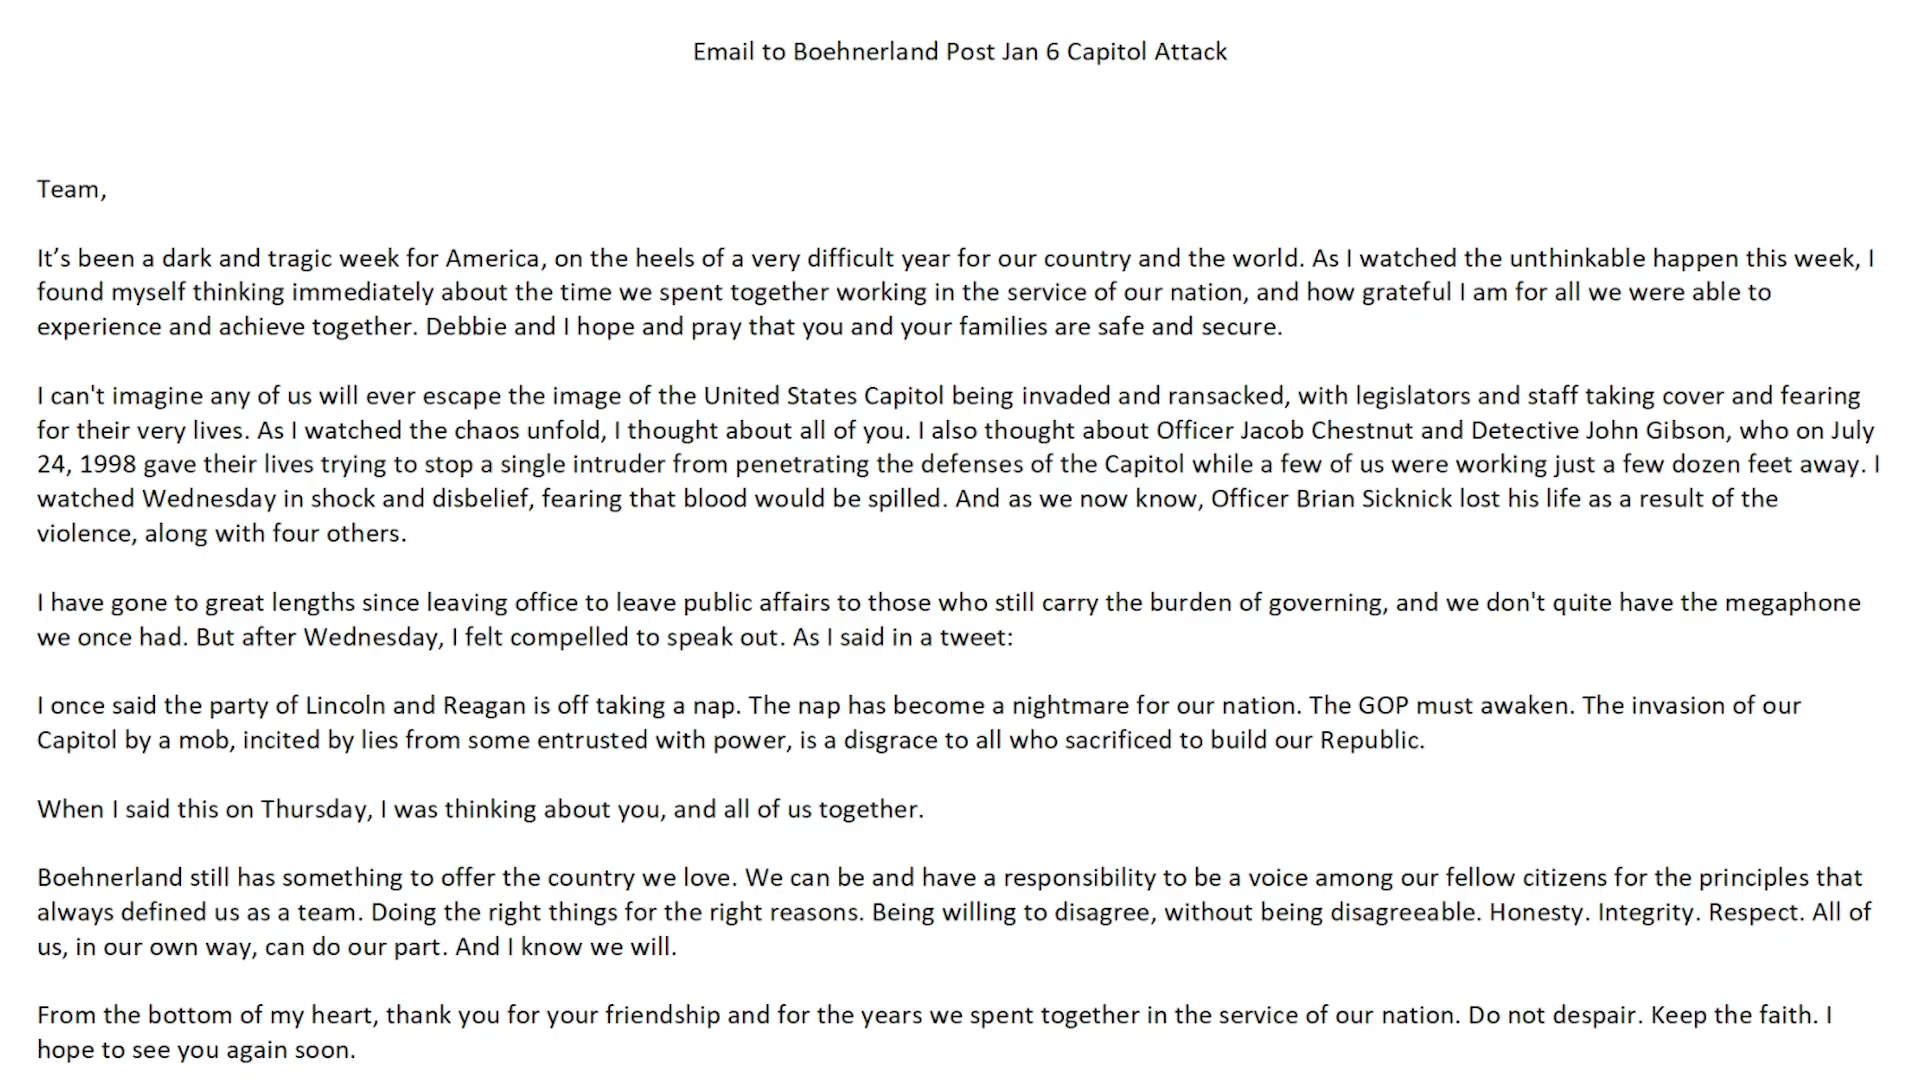 Email to Boehnerland Post Jan 6 Capitol Attack
Team,
It’s been a dark and tragic week for America, on the heels of a very difficult year for our country and the world. As I watched the unthinkable happen this week, I
found myself thinking immediately about the time we spent together working in the service of our nation, and how grateful I am for all we were able to
experience and achieve together. Debbie and I hope and pray that you and your families are safe and secure.
I can't imagine any of us will ever escape the image of the United States Capitol being invaded and ransacked, with legislators and staff taking cover and fearing
for their very lives. As I watched the chaos unfold, I thought about all of you. I also thought about Officer Jacob Chestnut and Detective John Gibson, who on July
24, 1998 gave their lives trying to stop a single intruder from penetrating the defenses of the Capitol while a few of us were working just a few dozen feet away. I
watched Wednesday in shock and disbelief, fearing that blood would be spilled. And as we now know, Officer Brian Sicknick lost his life as a result of the
violence, along with four others.
I have gone to great lengths since leaving office to leave public affairs to those who still carry the burden of governing, and we don't quite have the megaphone
we once had. But after Wednesday, I felt compelled to speak out. As I said in a tweet:
I once said the party of Lincoln and Reagan is off taking a nap. The nap has become a nightmare for our nation. The GOP must awaken. The invasion of our
Capitol by a mob, incited by lies from some entrusted with power, is a disgrace to all who sacrificed to build our Republic.
When I said this on Thursday, I was thinking about you, and all of us together.
Boehnerland still has something to offer the country we love. We can be and have a responsibility to be a voice among our fellow citizens for the principles that
always defined us as a team. Doing the right things for the right reasons. Being willing to disagree, without being disagreeable. Honesty. Integrity. Respect. All of
us, in our own way, can do our part. And I know we will.
From the bottom of my heart, thank you for your friendship and for the years we spent together in the service of our nation. Do not despair. Keep the faith. I
hope to see you again soon.